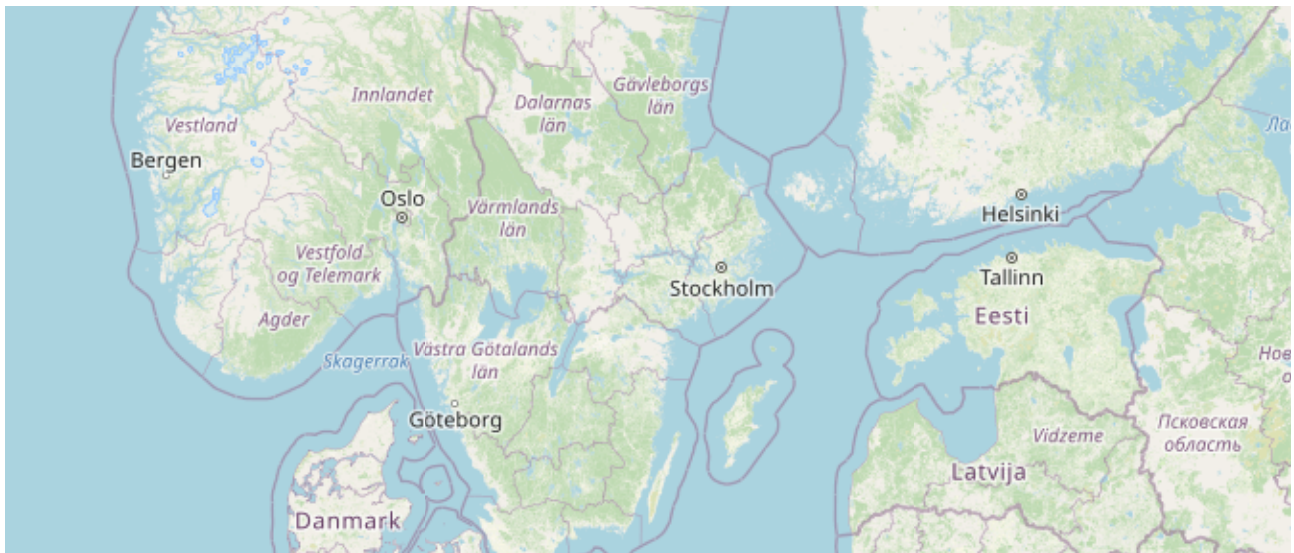 Gävleborgs
län
Innlandet
Dalarnas
län
Vestland
Bergen
Oslo
Värmlands
län
Helsinki
Vestfold
og Telemark
Stockholm
Tallinn
Eesti
Agder
Skagerrak
Västra Götalands
län
Göteborg
Псковская
область
Vidzeme
Latvija
Danmark